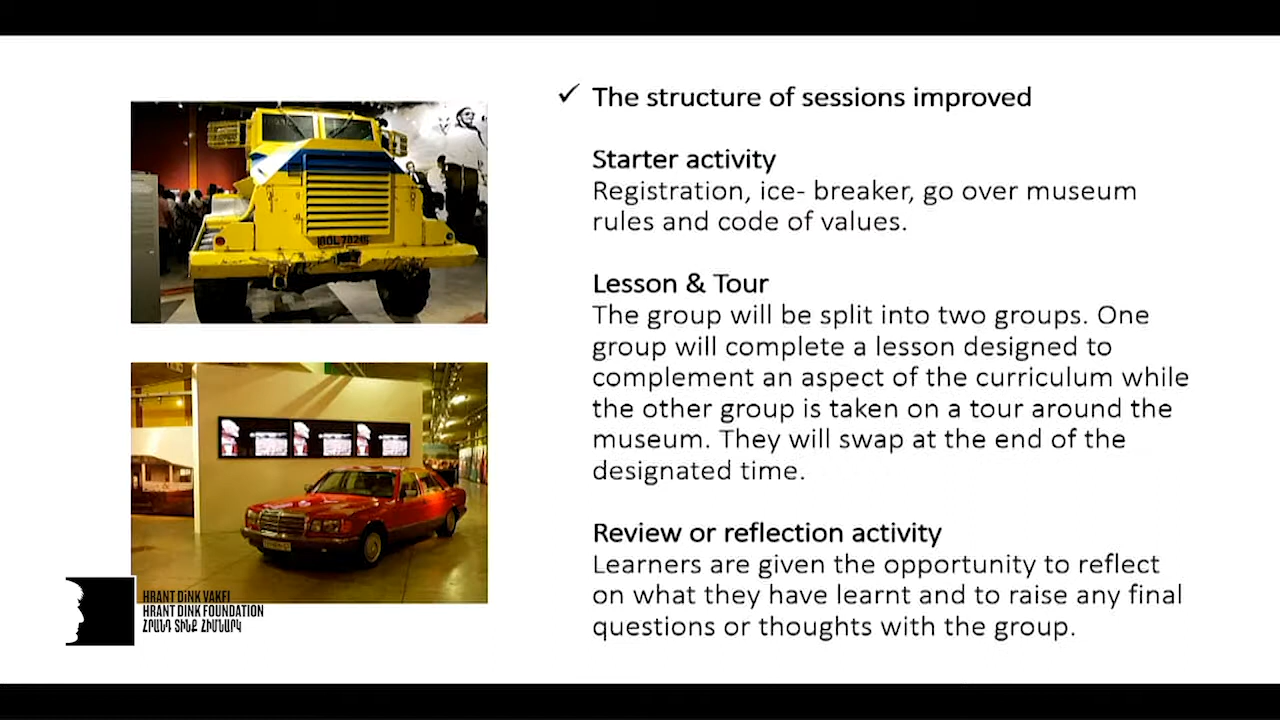 ✓ The structure of sessions improved
Starter activity
Registration, ice- breaker, go over museum
rules and code of values.
Lesson & Tour
The group will be split into two groups. One
group will complete a lesson designed to
complement an aspect of the curriculum while
the other group is taken on a tour around the
museum. They will swap at the end of the
designated time.
Review or reflection activity
Learners are given the opportunity to reflect
on what they have learnt and to raise any final
questions or thoughts with the group.
HRANT DİNK VAKFI
HRANT DINK FOUNDATION
ՀՐԱՆԴ ՏԻՆՔ ՀԻՄՆԱՐԿ